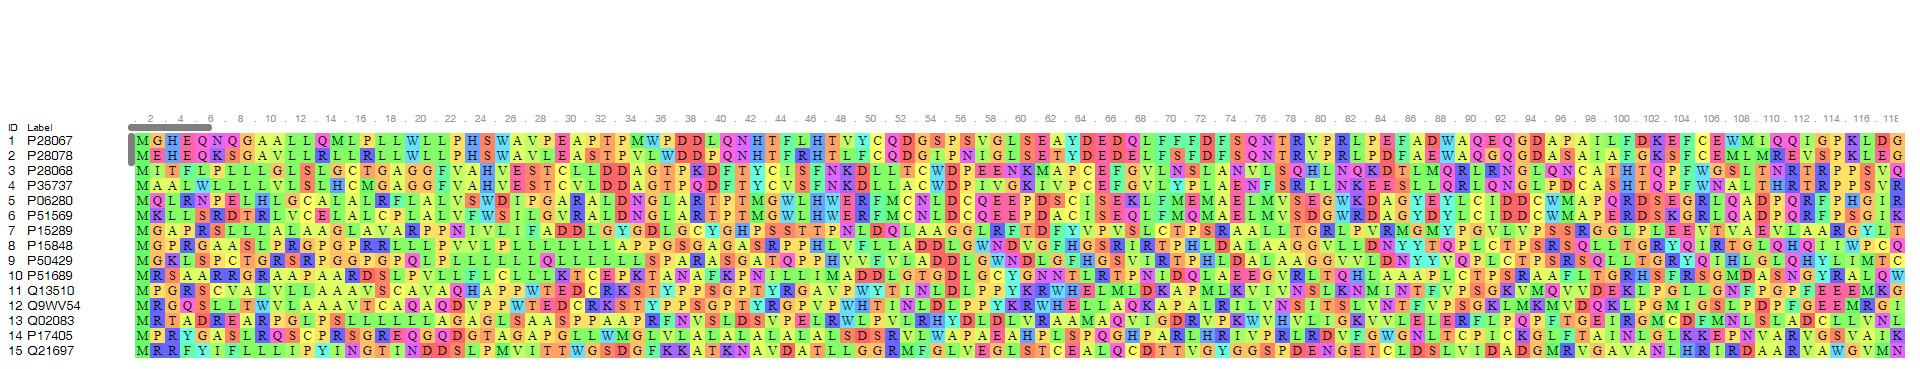 . 2 . 4 . 6 . 8 . 10 . 12 . 14 . 16 . 18 . 20 . 22 . 24 . 26 . 28 . 30 . 32 . 34 . 36 . 38 . 40 . 42 . 44 . 46 . 48 . 50 . 52 . 54 . 56 . 58 . 60 . 62 . 64 . 66 . 68 . 70 . 72 . 74 . 76 . 78 . 80 . 82 . 84 . 86 . 88 . 90 . 92 . 94 . 96 . 98 . 100 . 102 . 104 . 106 . 108 . 110 . 112 . 114 . 116 . 118
ID Label
1 P28067 MGHEQNQGAALLQMLPLLWLLPHSWAVPEAPTPMWPDDLQNHTFLHTVYCQDGSPSVGLSEAYDEDQLFFFDFSQNTRVPRLPEFADWAQEQGDAPAILFDKEFCEWMIQQIGPKLDG
2 P28078 MEHEQKSGAVLLRLLRLLWLLPHSWAVLEASTPVLWDDPQNHTFRHTLFCQDGIPNIGLSETYDEDELFSFDFSQNTRVPRLPDFAEWAQGQGDASAIAFGKSFCEMLMREVSPKLEG
3 P28068 MITFLPLLLGLSLGCTGAGGFVAHVESTCVLDDAGTPKDFTYCISFNKDLLACWDPEENKMAPCEFGVLNSLANVLSQHLNQKDTLMQRLRNGLQNCATHTQPFWGSLTNRTRPPSVQ
4 P35737 MAALWLLLLVLSLHCMGAGGFVAHVESTCVLDDAGTPQDFTYCVSFNKDLLACWDPIVGKIVPCEFGVLYPLAENFSRILNKEESLLQRLQNGLPDCASHTQPFWNALTHRTRPPSVR
5 P06280 MQLRNPELHLGCALALRFLALVSWDIPGARALDNGLARTPTMGWLHWERFMCNLDCQEEPDSCISEKLFMEMAELMVSEGWKDAGYEYLCIDDCWMAPQRDSEGRLQADPQRFPHGIR
6 P51569 MKLLSRDTRLVCELALCPLALVFWSILGVRALDNGLARTPTMGWLHWERFMCNLDCQEEPDACISEQLFMQMAELMVSDGWRDAGYDYLCIDDCWMAPERDSKGRLQADPQRFPSGIK
7 P15289 MGAPRSLLLALAAGLAVARPPNIVLIFADDLGYGDLGCYGHPSSTTPNLDQLAAGGLRFTDFYVPVSLCTPSRAALLTGRLPVRMGMYPGVLVPSSRGGLPLEEVTVAEVLAARGYLT
8 P15848 MGPRGAASLPRGPGPRRLLLPVVLPLLLLLLLAPPGSGAGASRPPHLVFLLADDLGWNDVGFHGSRIRTPHLDALAAGGVLLDNYYTQPLCTPSRSQLLTGRYQIRTGLQHQIIWPCQ
9 P50429 MGKLSPCTGRSRPGGPGPQLPLLLLLLQLLLLLLSPARASGATQPPHVVFVLADDLGWNDLGFHGSVIRTPHLDALAAGGVVLDNYYVQPLCTPSRSQLLTGRYQIHLGLQHYLIMTC
10 P51689 MRSAARRGRAAPAARDSLPVLLFLCLLLKTCEPKTANAFKPNILLIMADDLGTGDLGCYGNNTLRTPNIDQLAEEGVRLTQHLAAAPLCTPSRAAFLTGRHSFRSGMDASNGYRALQW
11 Q13510 MPGRSCVALVLLAAAVSCAVAQHAPPWTEDCRKSTYPPSGPTYRGAVPWYTINLDLPPYKRWHELMLDKAPMLKVIVNSLKNMINTFVPSGKVMQVVDEKLPGLLGNFPGPFEEEMKG
12 Q9WV54 MRGQSLLTWVLAAAVTCAQAQDVPPWTEDCRKSTYPPSGPTYRGPVPWHTINLDLPPYKRWHELLAQKAPALRILVNSITSLVNTFVPSGKLMKMVDQKLPGMIGSLPDPFGEEMRGI
13 Q02083 MRTADREARPGLPSLLLLLLAGAGLSAASPPAAPRFNVSLDSVPELRWLPVLRHYDLDLVRAAMAQVIGDRVPKWVHVLIGKVVLELERFLPQPFTGEIRGMCDFMNLSLADCLLVNL
14 P17405 MPRYGASLRQSCPRSGREQGQDGTAGAPGLLWMGLVLALALALALALSDSRVLWAPAEAHPLSPQGHPARLHRIVPRLRDVFGWGNLTCPICKGLFTAINLGLKKEPNVARVGSVAIK
15 Q21697 MRRFYIFLLLIPYINGTINDDSLPMVITTWGSDGFKKATKNAVDATLLGGRMFGLVEGLSTCEALQCDTTVGYGGSPDENGETCLDSLVIDADGMRVGAVANLHRIRDAARVAWGVMN